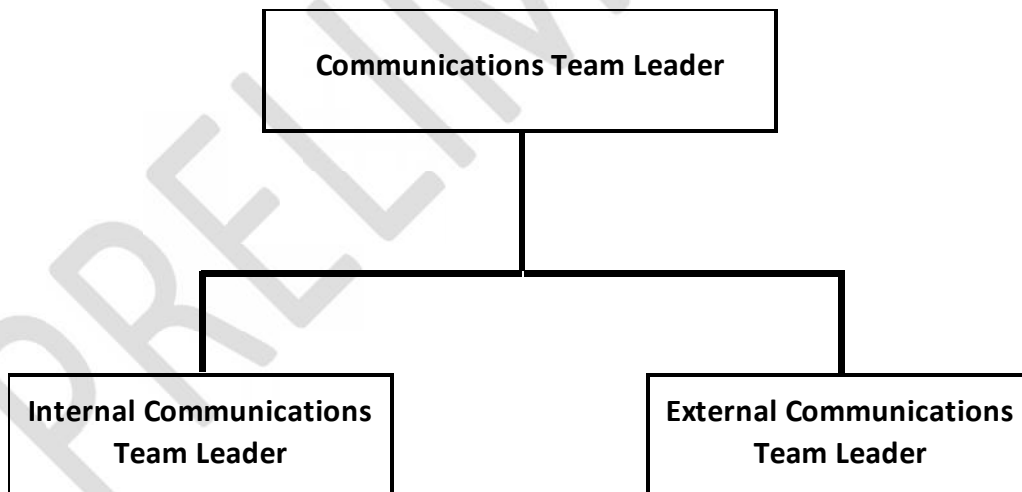 Communications Team Leader
Internal Communications
Team Leader
External Communications
Team Leader